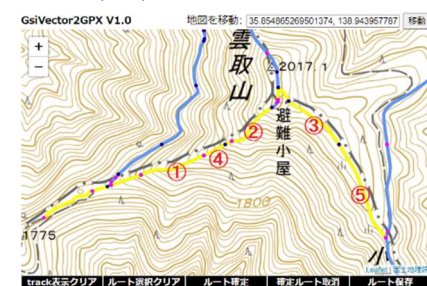 GsiVector2GPX V1.0
地図を移動: 35.854865269501374, 138.943957787 移動
+
−
雲取山
2017.1
避難小屋
②
③
①
④
⑤
1800
1775
小
Leaflet | 国土地理院
track表示クリア ルート選択クリア ルート確定 確定ルート取消 ルート保存